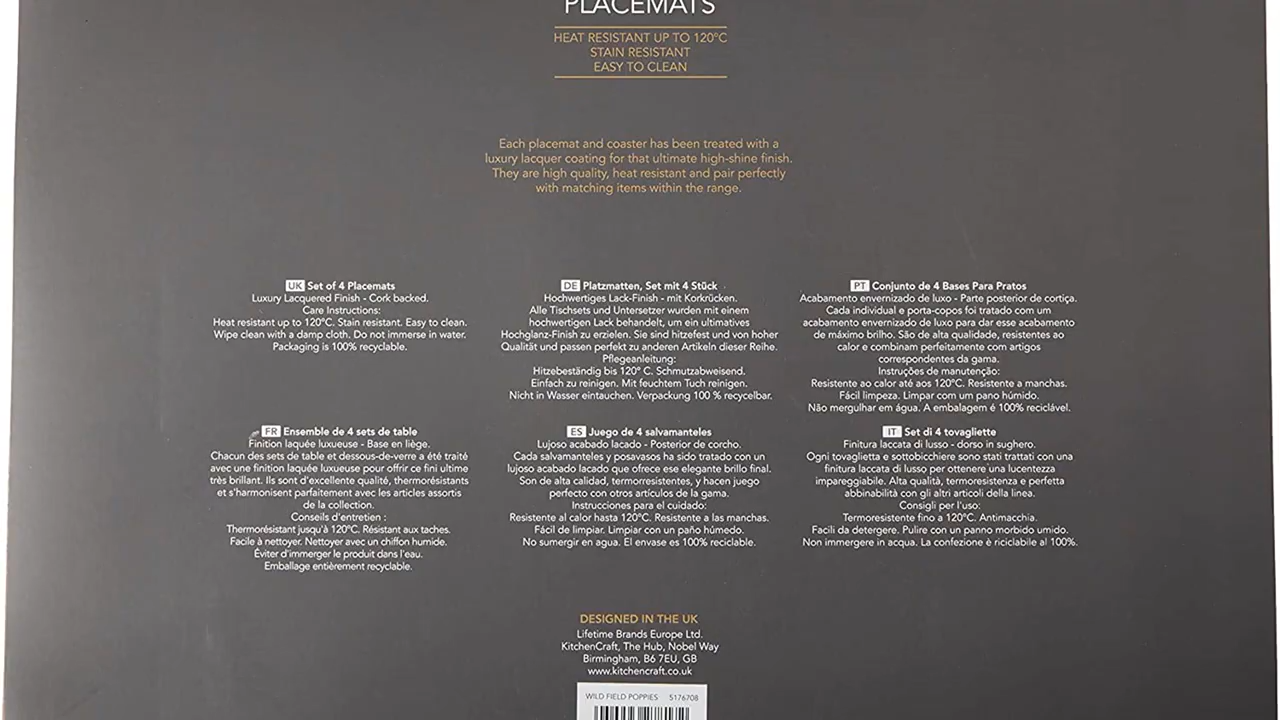 PLACEMATS
HEAT RESISTANT UP TO 120°C
STAIN RESISTANT
EASY TO CLEAN
Each placemat and coaster has been treated with a
luxury lacquer coating for that ultimate high-shine finish.
They are high quality, heat resistant and pair perfectly
with matching items within the range.
UK Set of 4 Placemats
Luxury Lacquered Finish - Cork backed.
Care Instructions:
Heat resistant up to 120°C. Stain resistant. Easy to clean.
Wipe clean with a damp cloth. Do not immerse in water.
Packaging is 100% recyclable.
DE Platzmatten, Set mit 4 Stück
Hochwertiges Lack-Finish - mit Korkrücken.
Alle Tischsets und Untersetzer wurden mit einem
hochwertigen Lack behandelt, um ein ultimatives
Hochglanz-Finish zu erzielen. Sie sind hitzefest und von hoher
Qualität und passen perfekt zu anderen Artikeln dieser Reihe.
Pflegeanleitung:
Hitzebeständig bis 120° C. Schmutzabweisend.
Einfach zu reinigen. Mit feuchtem Tuch reinigen.
Nicht in Wasser eintauchen. Verpackung 100 % recycelbar.
PT Conjunto de 4 Bases Para Pratos
Acabamento envernizado de luxo - Parte posterior de cortiça.
Cada individual e porta-copos foi tratado com um
acabamento envernizado de luxo para dar esse acabamento
de máximo brilho. São de alta qualidade, resistentes ao
calor e combinam perfeitamente com artigos
correspondentes da gama.
Instruções de manutenção:
Resistente ao calor até aos 120°C. Resistente a manchas.
Fácil limpeza. Limpar com um pano húmido.
Não mergulhar em água. A embalagem é 100% reciclável.
FR Ensemble de 4 sets de table
Finition laquée luxueuse - Base en liège.
Chacun des sets de table et dessous-de-verre a été traité
avec une finition laquée luxueuse pour offrir ce fini ultime
très brillant. Ils sont d'excellente qualité, thermorésistants
et s'harmonisent parfaitement avec les articles assortis
de la collection.
Conseils d'entretien :
Thermorésistant jusqu'à 120°C. Résistant aux taches.
Facile à nettoyer. Nettoyer avec un chiffon humide.
Éviter d'immerger le produit dans l'eau.
Emballage entièrement recyclable.
ES Juego de 4 salvamanteles
Lujoso acabado lacado - Posterior de corcho.
Cada salvamanteles y posavasos ha sido tratado con un
lujoso acabado lacado que ofrece ese elegante brillo final.
Son de alta calidad, termorresistentes, y hacen juego
perfecto con otros artículos de la gama.
Instrucciones para el cuidado:
Resistente al calor hasta 120°C. Resistente a las manchas.
Fácil de limpiar. Limpiar con un paño húmedo.
No sumergir en agua. El envase es 100% reciclable.
IT Set di 4 tovagliette
Finitura laccata di lusso - dorso in sughero.
Ogni tovaglietta e sottobicchiere sono stati trattati con una
finitura laccata di lusso per ottenere una lucentezza
impareggiabile. Alta qualità, termoresistenza e perfetta
abbinabilità con gli altri articoli della linea.
Consigli per l'uso:
Termoresistente fino a 120°C. Antimacchia.
Facili da detergere. Pulire con un panno morbido umido.
Non immergere in acqua. La confezione è riciclabile al 100%.
DESIGNED IN THE UK
Lifetime Brands Europe Ltd.
KitchenCraft, The Hub, Nobel Way
Birmingham, B6 7EU, GB
www.kitchencraft.co.uk
WILD FIELD POPPIES 5176708